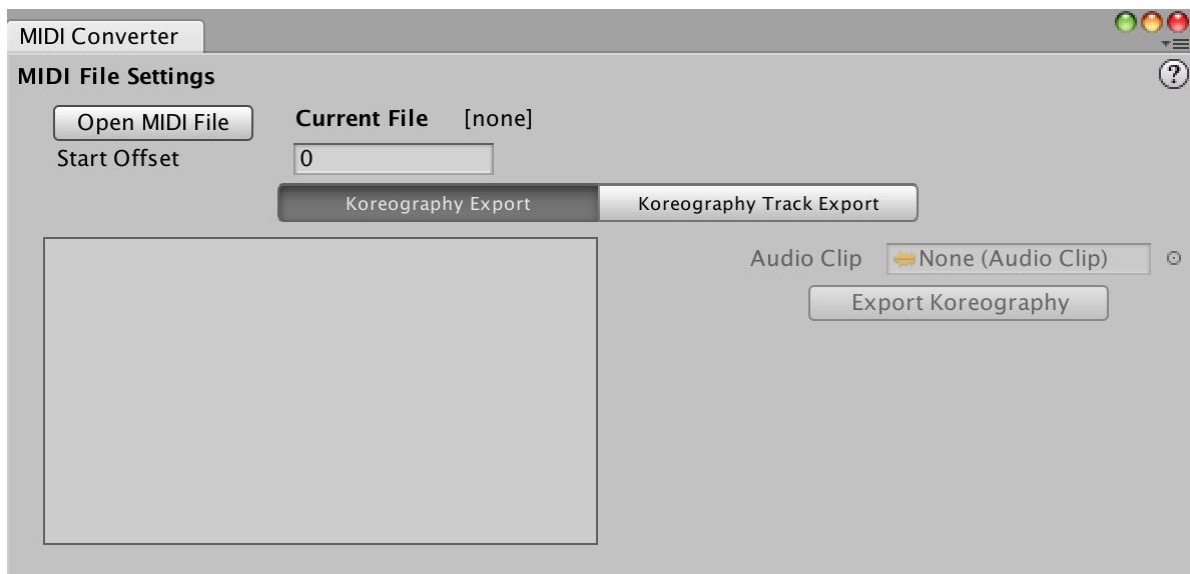 MIDI Converter
MIDI File Settings
?
Open MIDI File Current File [none]
Start Offset 0
Koreography Export Koreography Track Export
Audio Clip None (Audio Clip)
Export Koreography